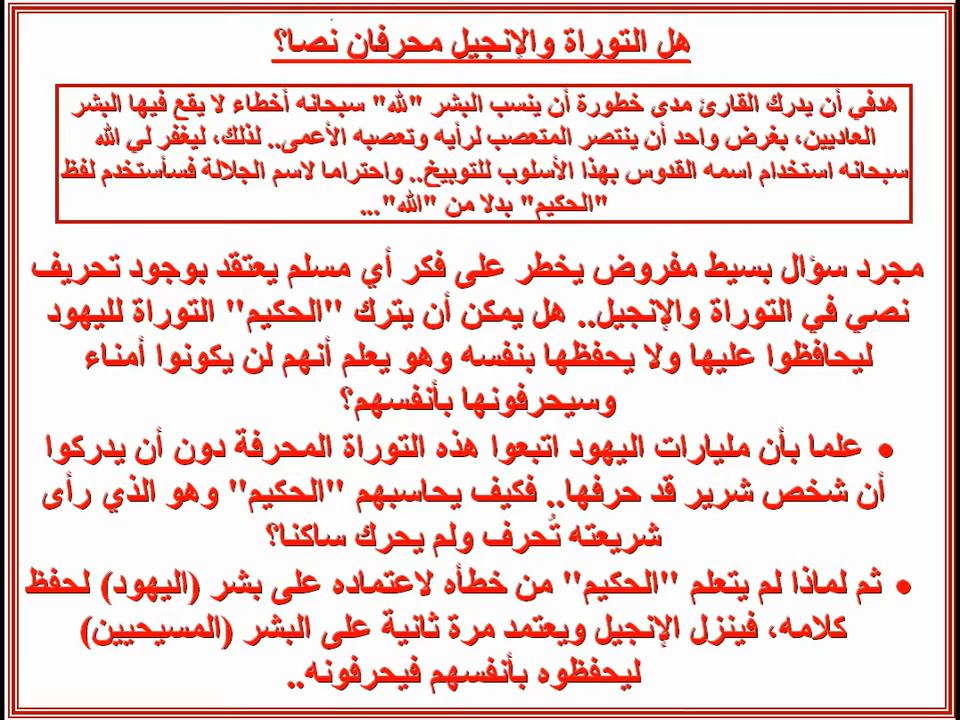 هل التوراة والإنجيل محرفان نصا؟
هدفي أن يدرك القارئ مدى خطورة أن ينسب البشر "لله" سبحانه أخطاء لا يقع فيها البشر
العاديين، بغرض واحد أن ينتصر المتعصب لرأيه وتعصبه الأعمى.. لذلك، ليغفر لي الله
سبحانه استخدام اسمه القدوس بهذا الأسلوب للتوبيخ.. واحتراما لاسم الجلالة فسأستخدم لفظ
"الحكيم" بدلا من "الله"...
مجرد سؤال بسيط مفروض يخطر على فكر أي مسلم يعتقد بوجود تحريف
نصي في التوراة والإنجيل.. هل يمكن أن يترك "الحكيم" التوراة لليهود
ليحافظوا عليها ولا يحفظها بنفسه وهو يعلم أنهم لن يكونوا أمناء
وسيحرفونها بأنفسهم؟
• علما بأن مليارات اليهود اتبعوا هذه التوراة المحرفة دون أن يدركوا
أن شخص شرير قد حرفها.. فكيف يحاسبهم "الحكيم" وهو الذي رأى
شريعته تُحرف ولم يحرك ساكنا؟
• ثم لماذا لم يتعلم "الحكيم" من خطأه لاعتماده على بشر (اليهود) لحفظ
كلامه، فينزل الإنجيل ويعتمد مرة ثانية على البشر (المسيحيين)
ليحفظوه بأنفسهم فيحرفونه..